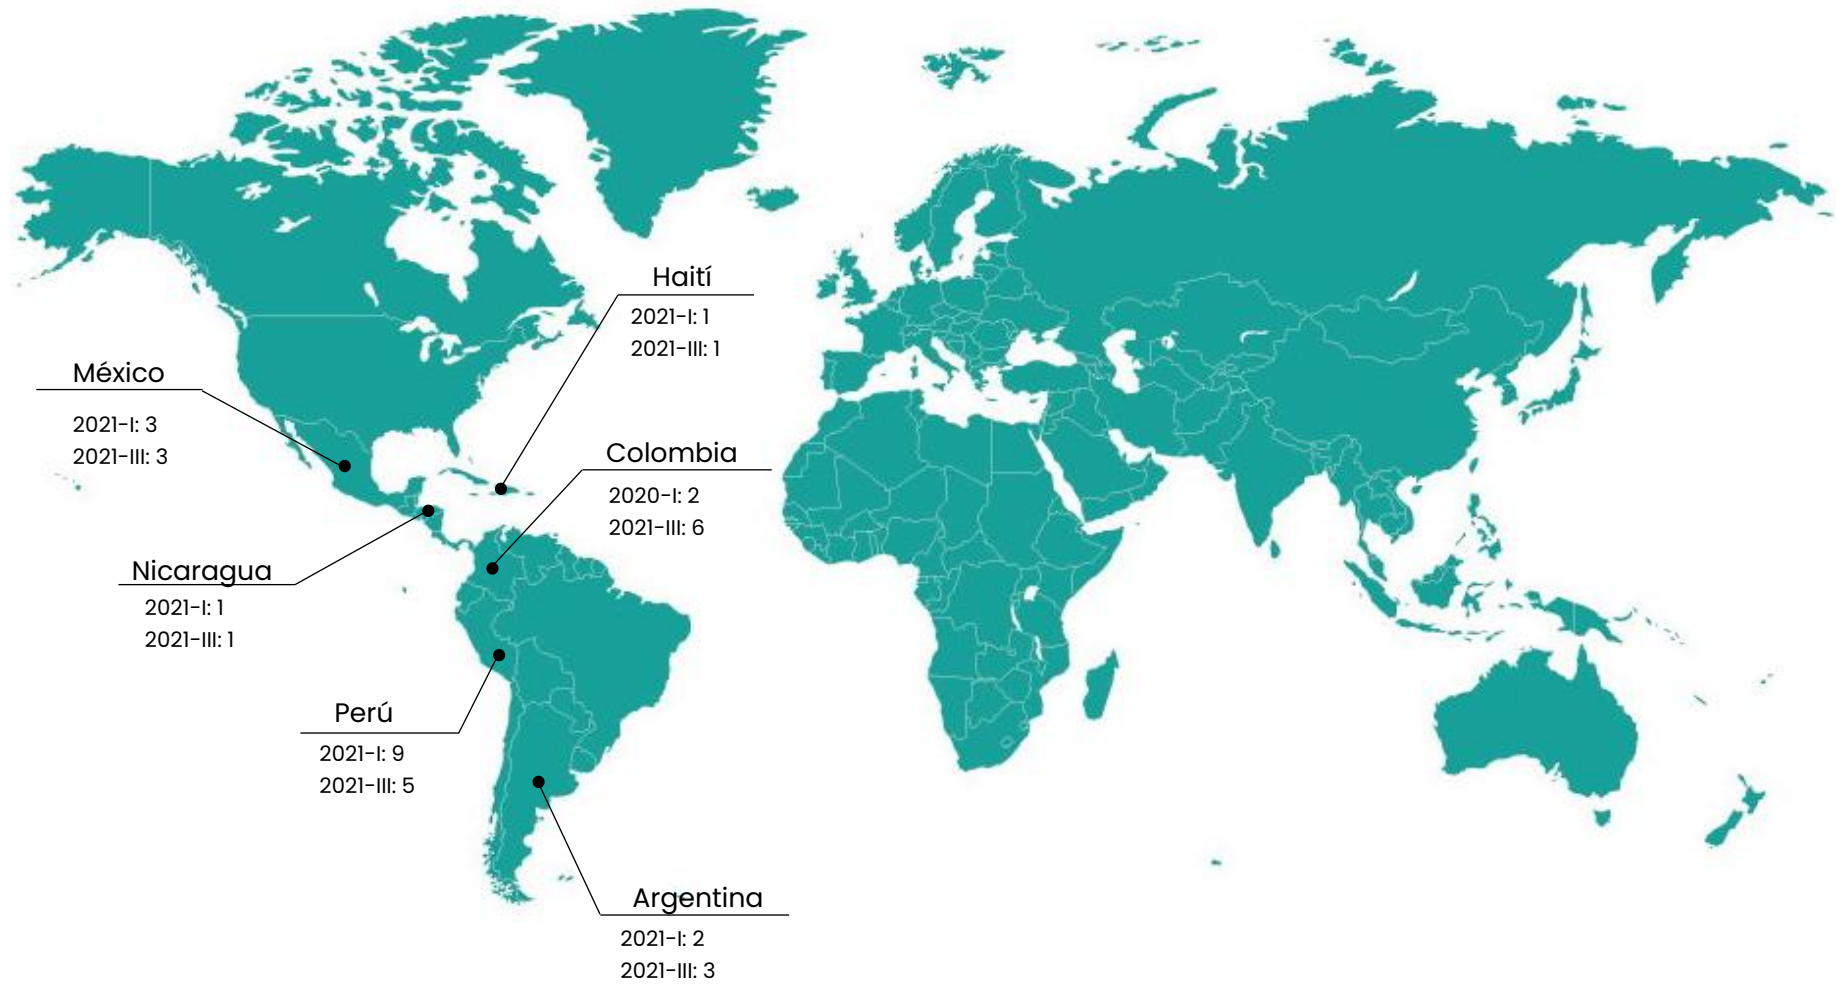 Haití
2021-I: 1
2021-III: 1
México
2021-I: 3
2021-III: 3
Colombia
2020-I: 2
2021-III: 6
Nicaragua
2021-I: 1
2021-III: 1
Perú
2021-I: 9
2021-III: 5
Argentina
2021-I: 2
2021-III: 3